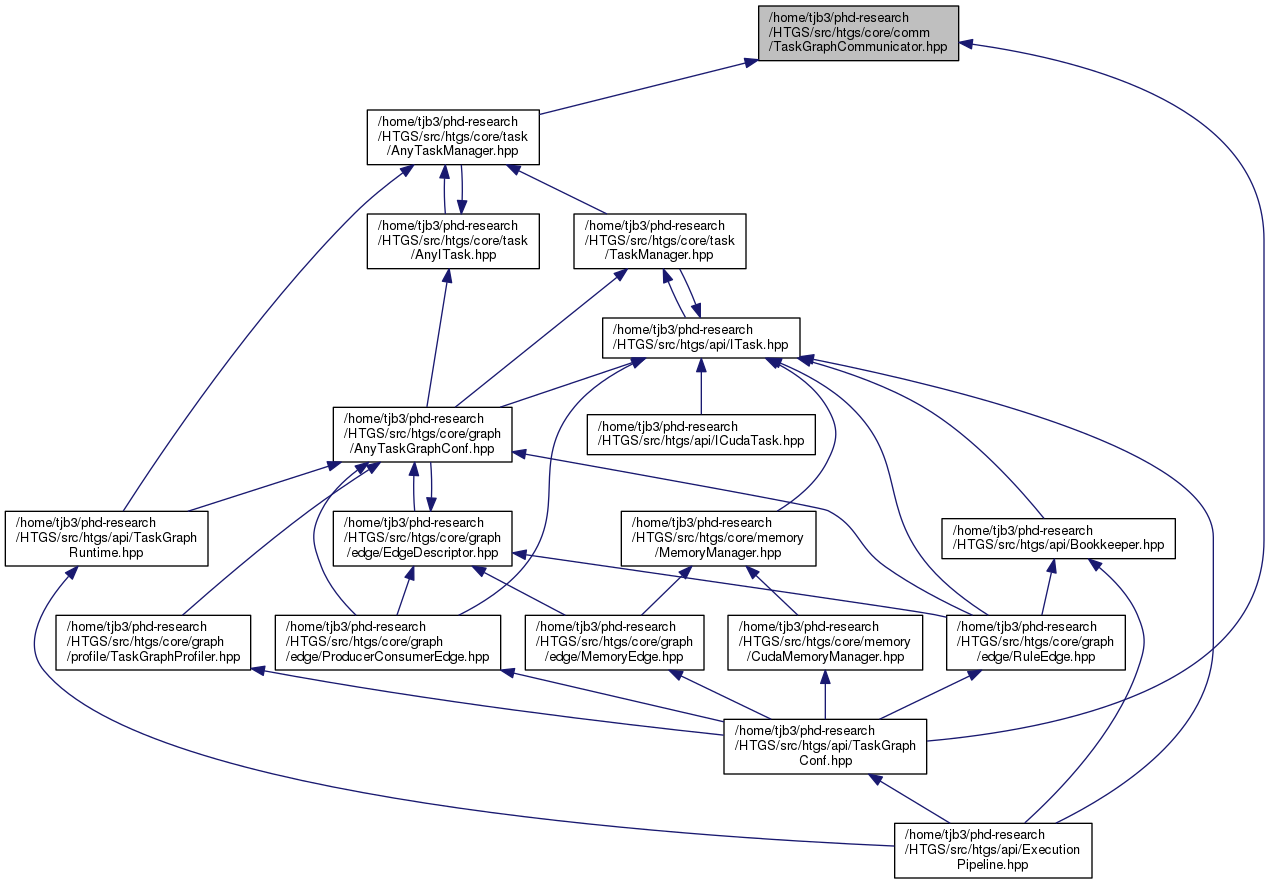 /home/tjb3/phd-research
/HTGS/src/htgs/core/comm
/TaskGraphCommunicator.hpp
/home/tjb3/phd-research
/HTGS/src/htgs/core/task
/AnyTaskManager.hpp
/home/tjb3/phd-research
/HTGS/src/htgs/core/task
/AnyITask.hpp
/home/tjb3/phd-research
/HTGS/src/htgs/core/task
/TaskManager.hpp
/home/tjb3/phd-research
/HTGS/src/htgs/api/ITask.hpp
/home/tjb3/phd-research
/HTGS/src/htgs/core/graph
/AnyTaskGraphConf.hpp
/home/tjb3/phd-research
/HTGS/src/htgs/api/ICudaTask.hpp
/home/tjb3/phd-research
/HTGS/src/htgs/api/TaskGraph
Runtime.hpp
/home/tjb3/phd-research
/HTGS/src/htgs/core/graph
/edge/EdgeDescriptor.hpp
/home/tjb3/phd-research
/HTGS/src/htgs/core/memory
/MemoryManager.hpp
/home/tjb3/phd-research
/HTGS/src/htgs/api/Bookkeeper.hpp
/home/tjb3/phd-research
/HTGS/src/htgs/core/graph
/profile/TaskGraphProfiler.hpp
/home/tjb3/phd-research
/HTGS/src/htgs/core/graph
/edge/ProducerConsumerEdge.hpp
/home/tjb3/phd-research
/HTGS/src/htgs/core/graph
/edge/MemoryEdge.hpp
/home/tjb3/phd-research
/HTGS/src/htgs/core/memory
/CudaMemoryManager.hpp
/home/tjb3/phd-research
/HTGS/src/htgs/core/graph
/edge/RuleEdge.hpp
/home/tjb3/phd-research
/HTGS/src/htgs/api/TaskGraph
Conf.hpp
/home/tjb3/phd-research
/HTGS/src/htgs/api/Execution
Pipeline.hpp